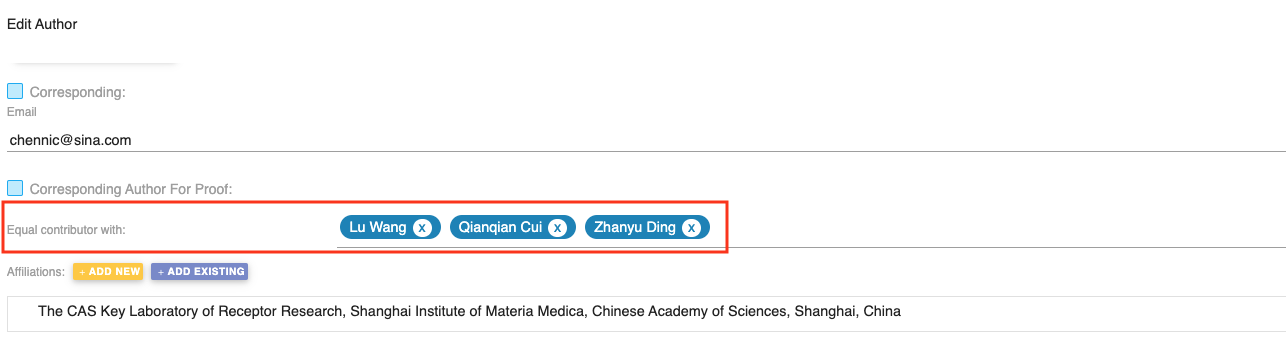 Edit Author
Corresponding:
Email
chennic@sina.com
Corresponding Author For Proof:
Equal contributor with: Lu Wang x Qianqian Cui x Zhanyu Ding x
Affiliations: + ADD NEW + ADD EXISTING
The CAS Key Laboratory of Receptor Research, Shanghai Institute of Materia Medica, Chinese Academy of Sciences, Shanghai, China